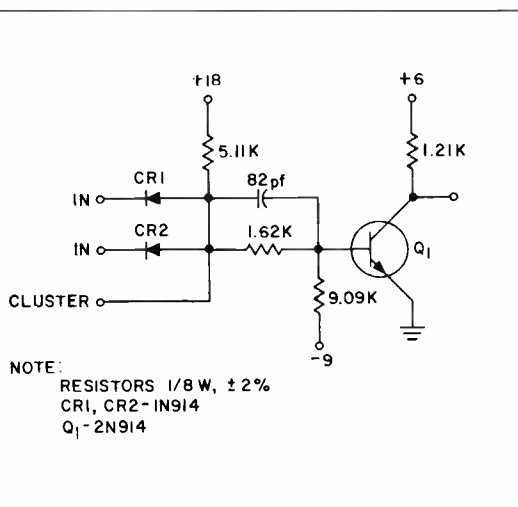 +18
+6
5.11K
1.21K
CR1
82pf
IN
CR2
1.62K
IN
Q1
CLUSTER
9.09K
-9
NOTE:
RESISTORS 1/8 W, ±2%
CR1, CR2-1N914
Q1-2N914